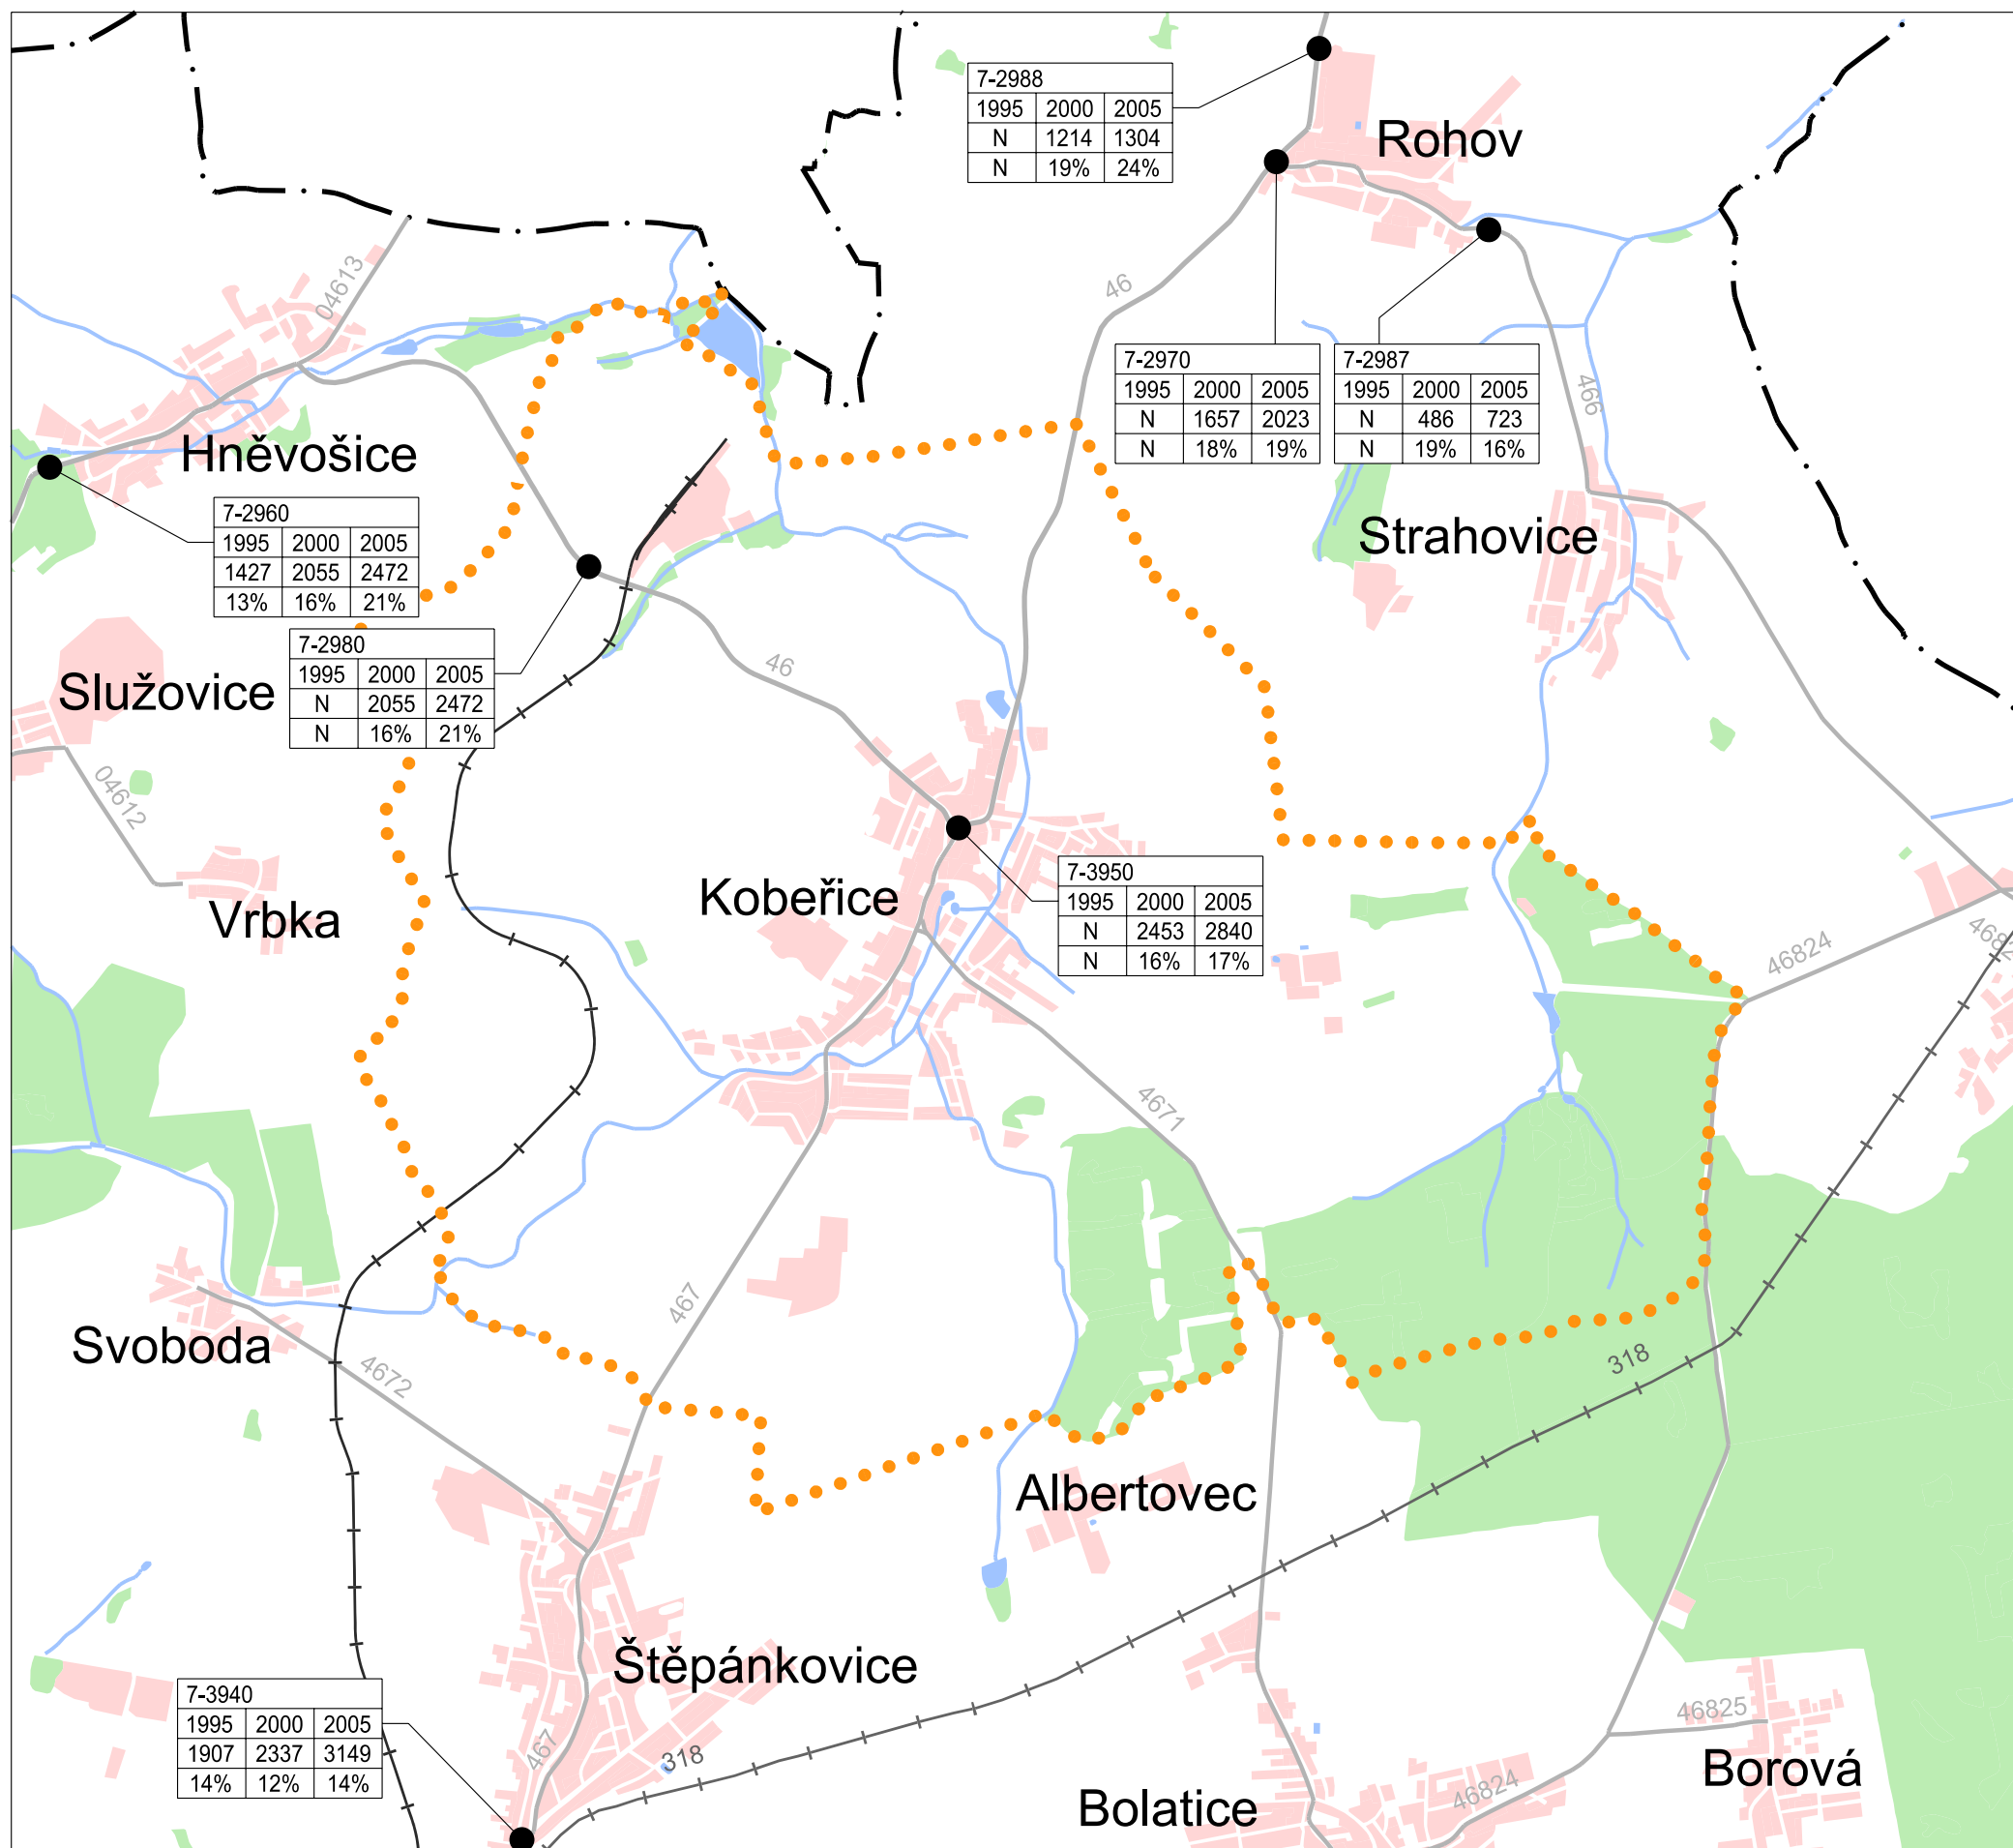 7-2988
1995 2000 2005
N 1214 1304
N 19% 24%
Rohov
04613
46
7-2970
1995 2000 2005
N 1657 2023
N 18% 19%
7-2987
1995 2000 2005
N 486 723
N 19% 16%
466
Hněvošice
7-2960
1995 2000 2005
1427 2055 2472
13% 16% 21%
Strahovice
7-2980
1995 2000 2005
N 2055 2472
N 16% 21%
Služovice
46
04612
Vrbka
Kobeřice
7-3950
1995 2000 2005
N 2453 2840
N 16% 17%
46824
4671
467
Svoboda
4672
318
Albertovec
Štěpánkovice
7-3940
1995 2000 2005
1907 2337 3149
14% 12% 14%
467
318
46825
Borová
46824
Bolatice